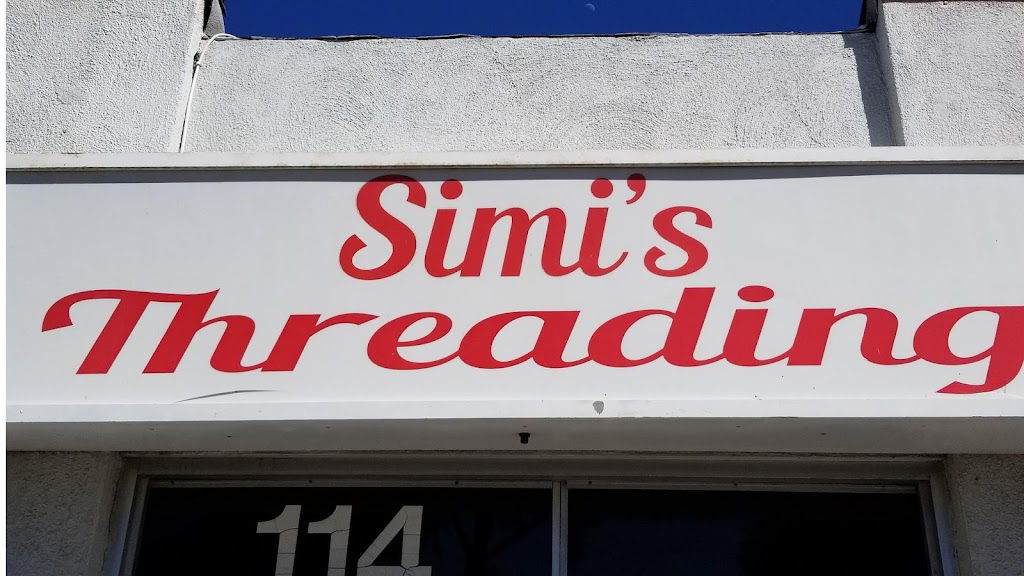 Simi's
Threading
114